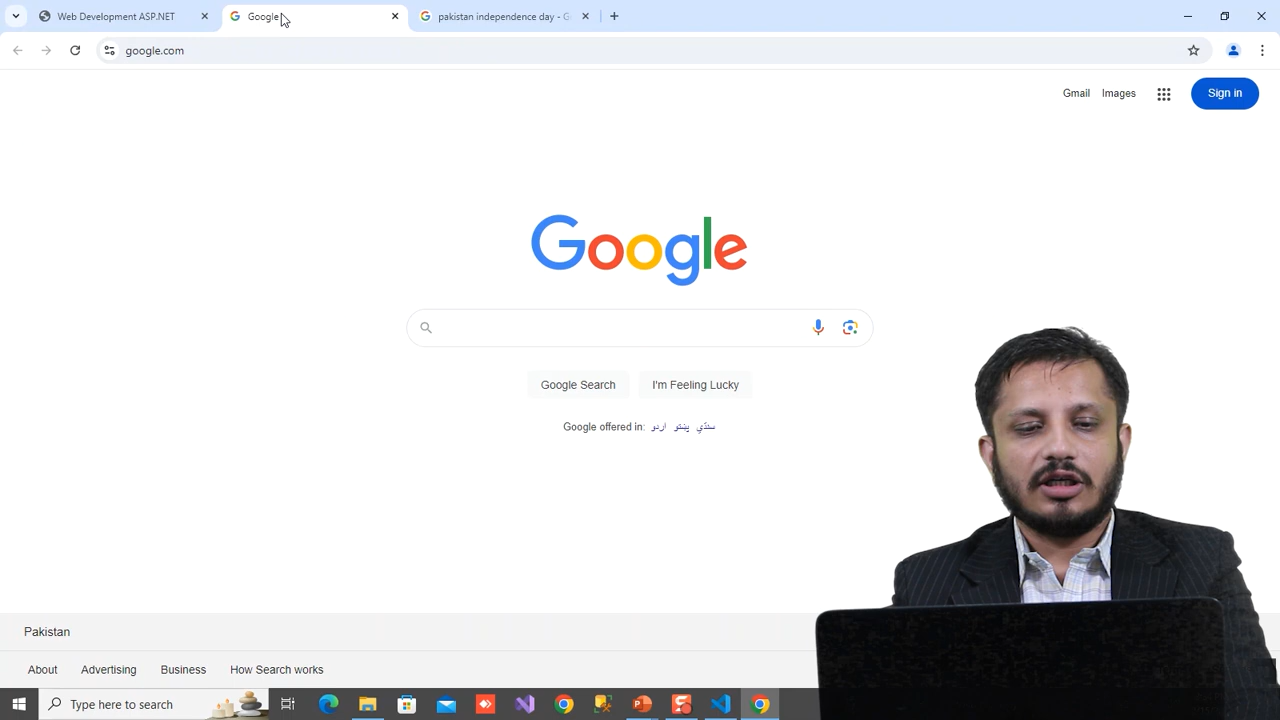 Web Development ASP.NET
Google
pakistan independence day - G
google.com
Gmail Images Sign in
Google
Google Search I'm Feeling Lucky
Google offered in: اردو پښتو سنڌي
Pakistan
About Advertising Business How Search works
Type here to search